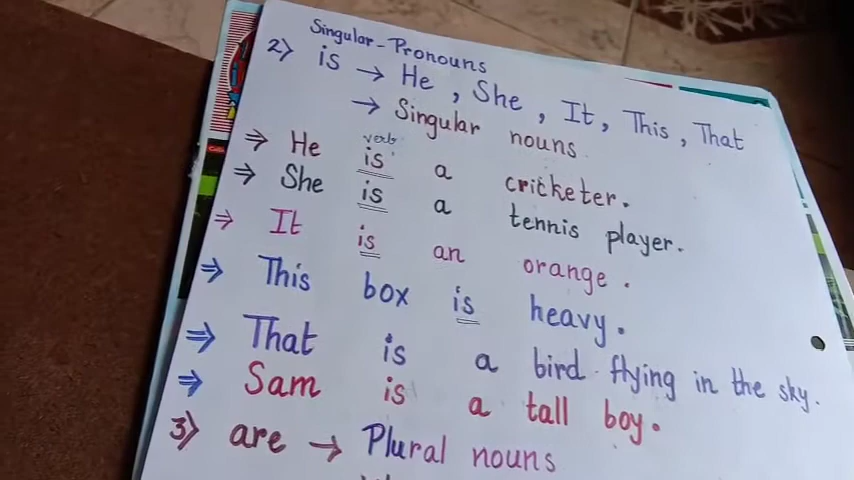 Singular-Pronouns
2> is → He, She, It, This, That
→ Singular nouns
verb
⇒ He is a cricketer.
⇒ She is a tennis player.
⇒ It is an orange.
⇒ This box is heavy.
⇒ That is a bird flying in the sky.
⇒ Sam is a tall boy.
3> are → Plural nouns